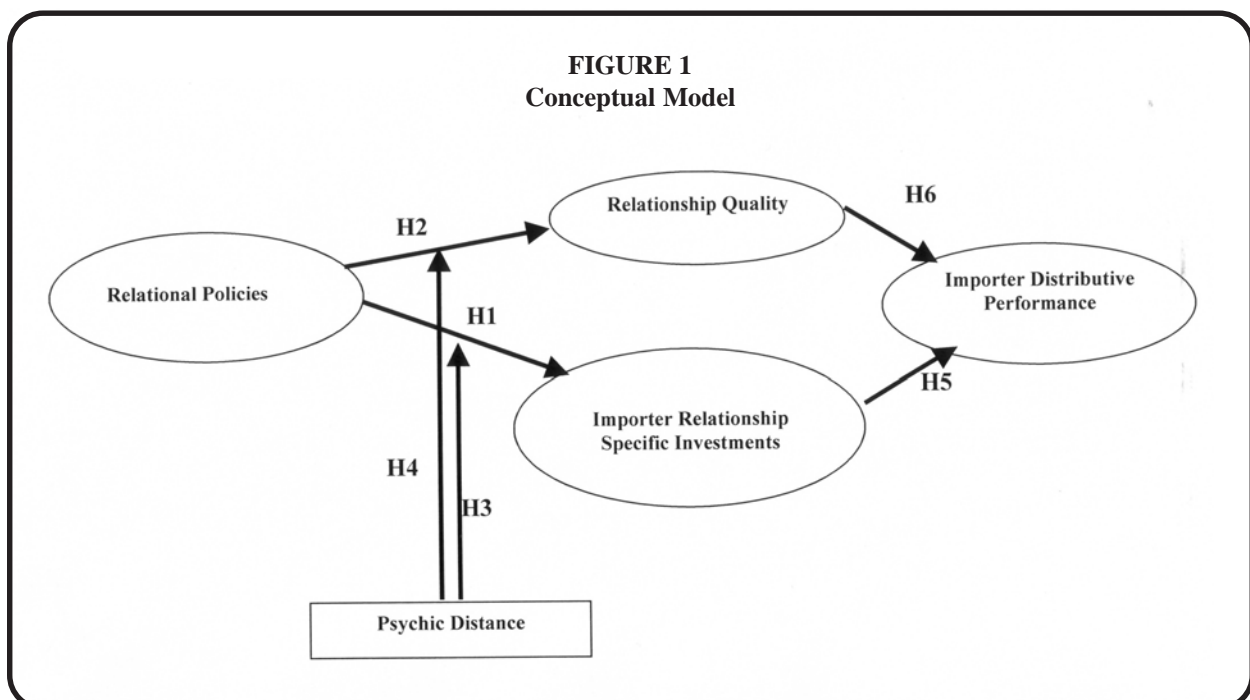 FIGURE 1
Conceptual Model
H2
Relationship Quality
H6
Relational Policies
H1
Importer Distributive
Performance
H5
Importer Relationship
Specific Investments
H4
H3
Psychic Distance